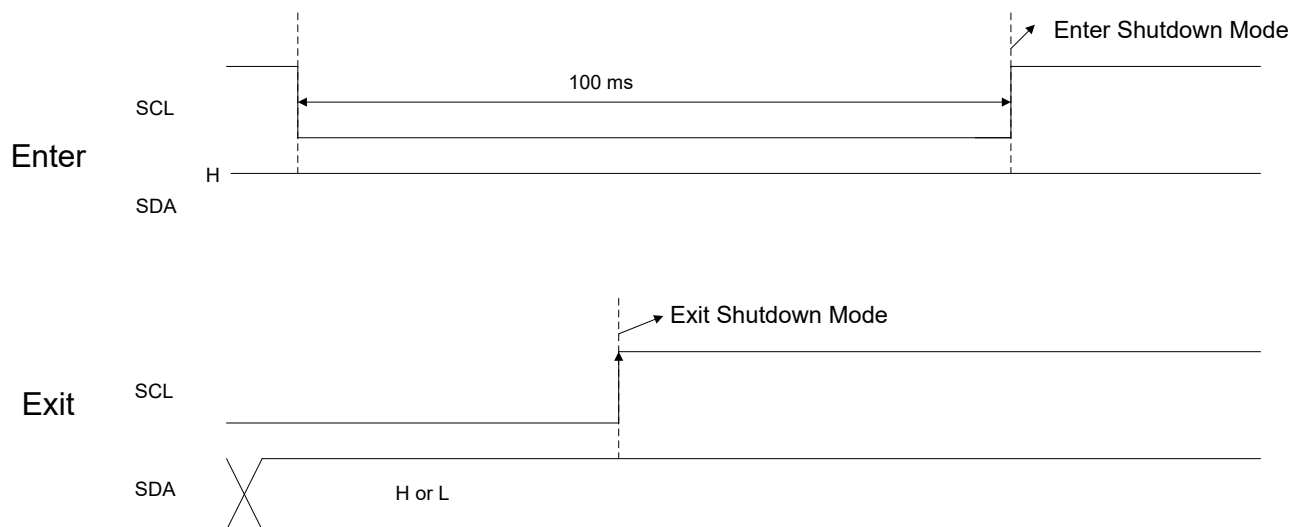 Enter Shutdown Mode
100 ms
SCL
Enter
H
SDA
Exit Shutdown Mode
SCL
Exit
SDA
H or L